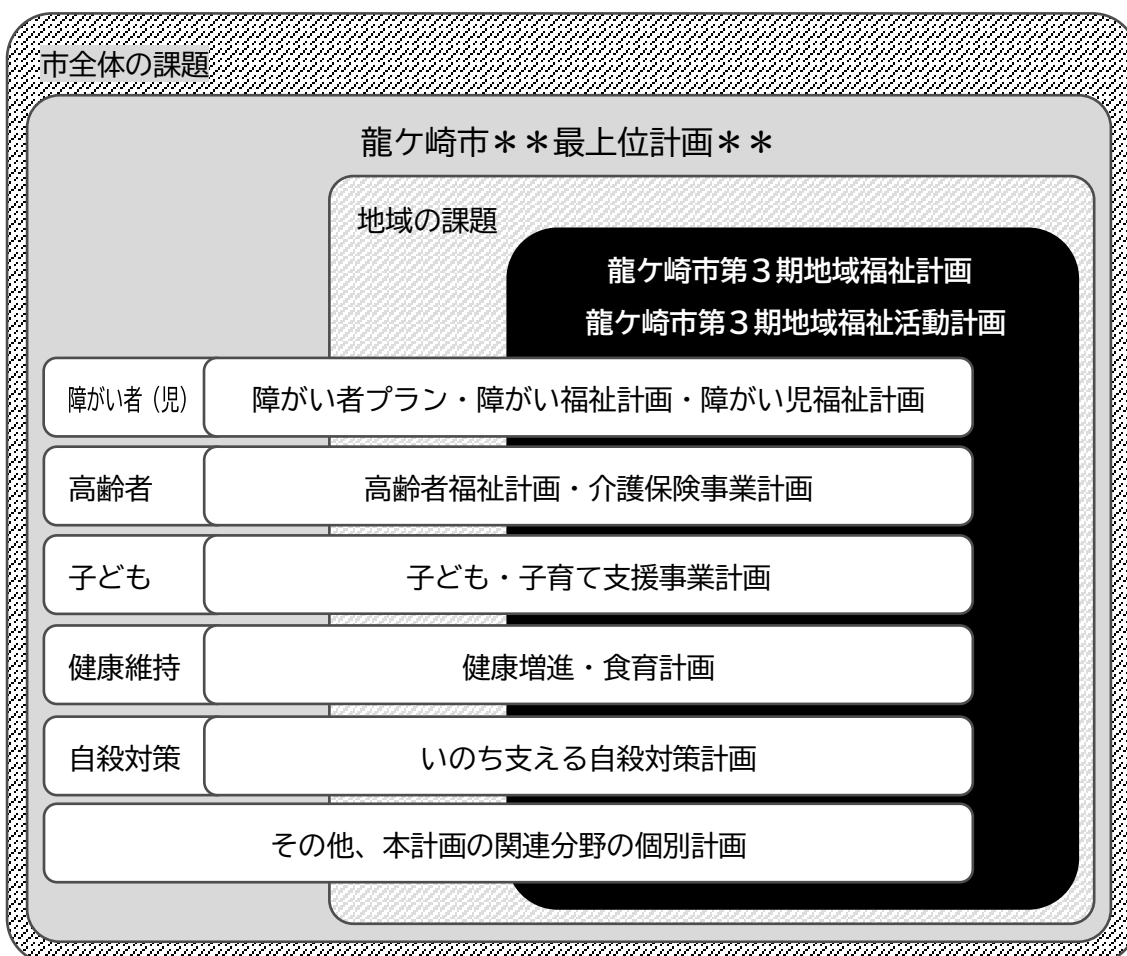 市全体の課題
龍ケ崎市＊＊最上位計画＊＊
地域の課題
龍ケ崎市第３期地域福祉計画
龍ケ崎市第３期地域福祉活動計画
障がい者（児）
障がい者プラン・障がい福祉計画・障がい児福祉計画
高齢者
高齢者福祉計画・介護保険事業計画
子ども
子ども・子育て支援事業計画
健康維持
健康増進・食育計画
自殺対策
いのち支える自殺対策計画
その他、本計画の関連分野の個別計画